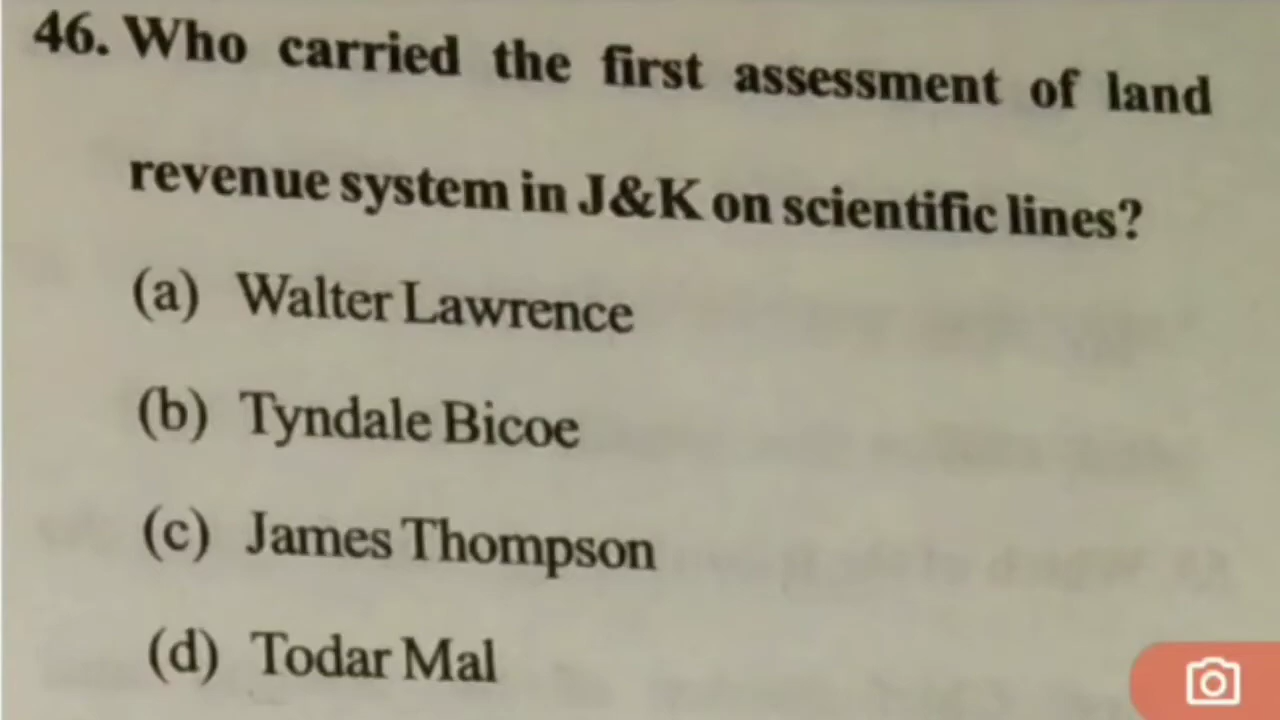 46. Who carried the first assessment of land
revenue system in J&K on scientific lines?
(a) Walter Lawrence
(b) Tyndale Bicoe
(c) James Thompson
(d) Todar Mal